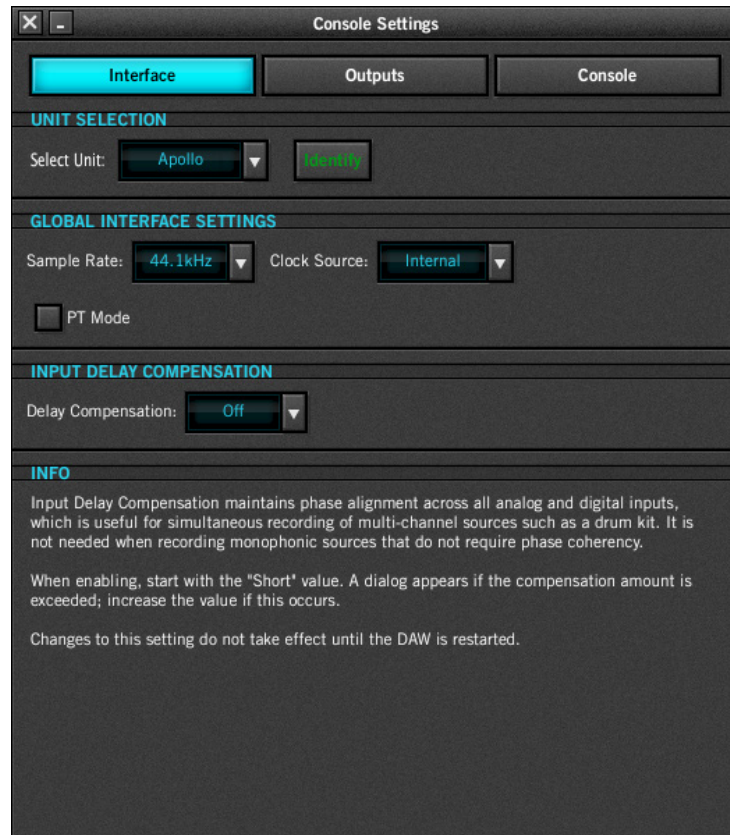 Console Settings
Interface Outputs Console
UNIT SELECTION
Select Unit: Apollo Identify
GLOBAL INTERFACE SETTINGS
Sample Rate: 44.1kHz Clock Source: Internal
PT Mode
INPUT DELAY COMPENSATION
Delay Compensation: Off
INFO
Input Delay Compensation maintains phase alignment across all analog and digital inputs,
which is useful for simultaneous recording of multi-channel sources such as a drum kit. It is
not needed when recording monophonic sources that do not require phase coherency.
When enabling, start with the "Short" value. A dialog appears if the compensation amount is
exceeded; increase the value if this occurs.
Changes to this setting do not take effect until the DAW is restarted.